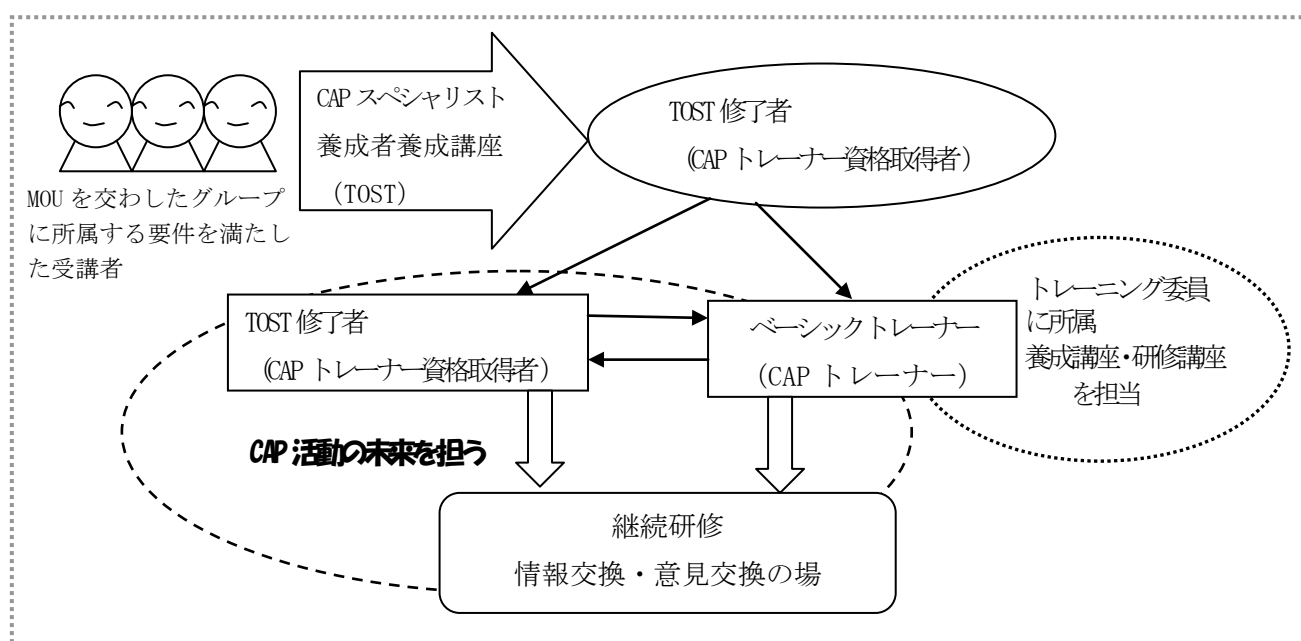 CAP スペシャリスト
養成者養成講座
（TOST）
TOST 修了者
（CAP トレーナー資格取得者）
MOU を交わしたグループ
に所属する要件を満たし
た受講者
TOST 修了者
（CAP トレーナー資格取得者）
ベーシックトレーナー
（CAP トレーナー）
トレーニング委員
に所属
養成講座・研修講座
を担当
CAP 活動の未来を担う
継続研修
情報交換・意見交換の場